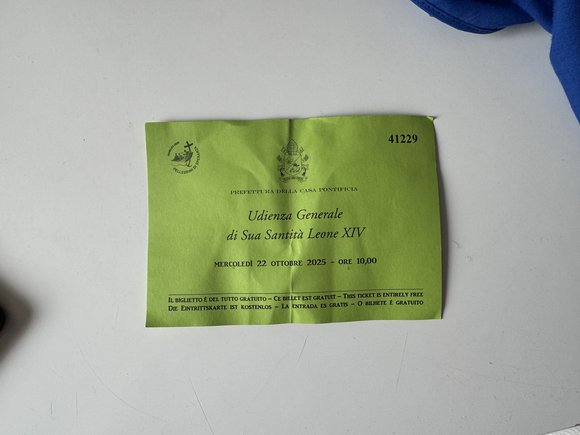 41229
PREFETTURA DELLA CASA PONTIFICIA
Udienza Generale
di Sua Santità Leone XIV
MERCOLEDÌ 22 OTTOBRE 2025 – ORE 10,00
IL BIGLIETTO È DEL TUTTO GRATUITO – CE BILLET EST GRATUIT – THIS TICKET IS ENTIRELY FREE
DIE EINTRITTSKARTE IST KOSTENLOS – LA ENTRADA ES GRATIS – O BILHETE É GRATUITO